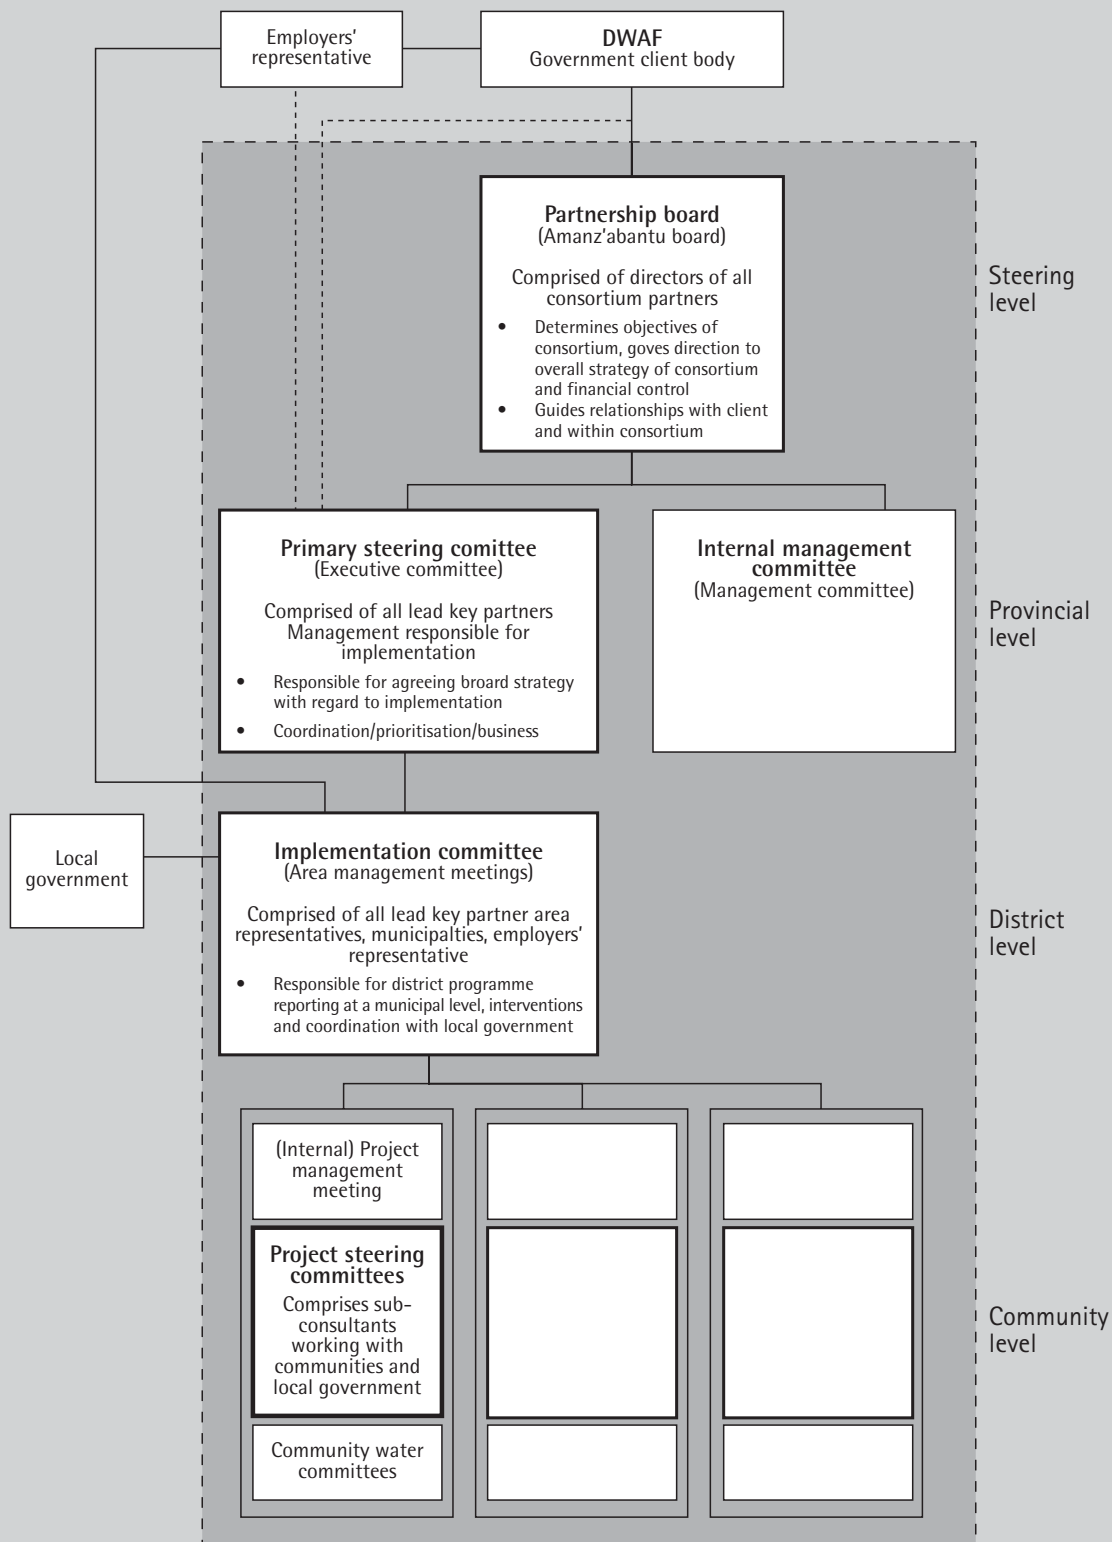 Employers'
representative
DWAF
Government client body
Partnership board
(Amanz'abantu board)
Comprised of directors of all
consortium partners
• Determines objectives of
consortium, goves direction to
overall strategy of consortium
and financial control
• Guides relationships with client
and within consortium
Steering
level
Primary steering comittee
(Executive committee)
Comprised of all lead key partners
Management responsible for
implementation
• Responsible for agreeing broard strategy
with regard to implementation
• Coordination/prioritisation/business
Internal management
committee
(Management committee)
Provincial
level
Local
government
Implementation committee
(Area management meetings)
Comprised of all lead key partner area
representatives, municipalties, employers'
representative
• Responsible for district programme
reporting at a municipal level, interventions
and coordination with local government
District
level
(Internal) Project
management
meeting
Project steering
committees
Comprises sub-
consultants
working with
communities and
local government
Community water
committees
Community
level